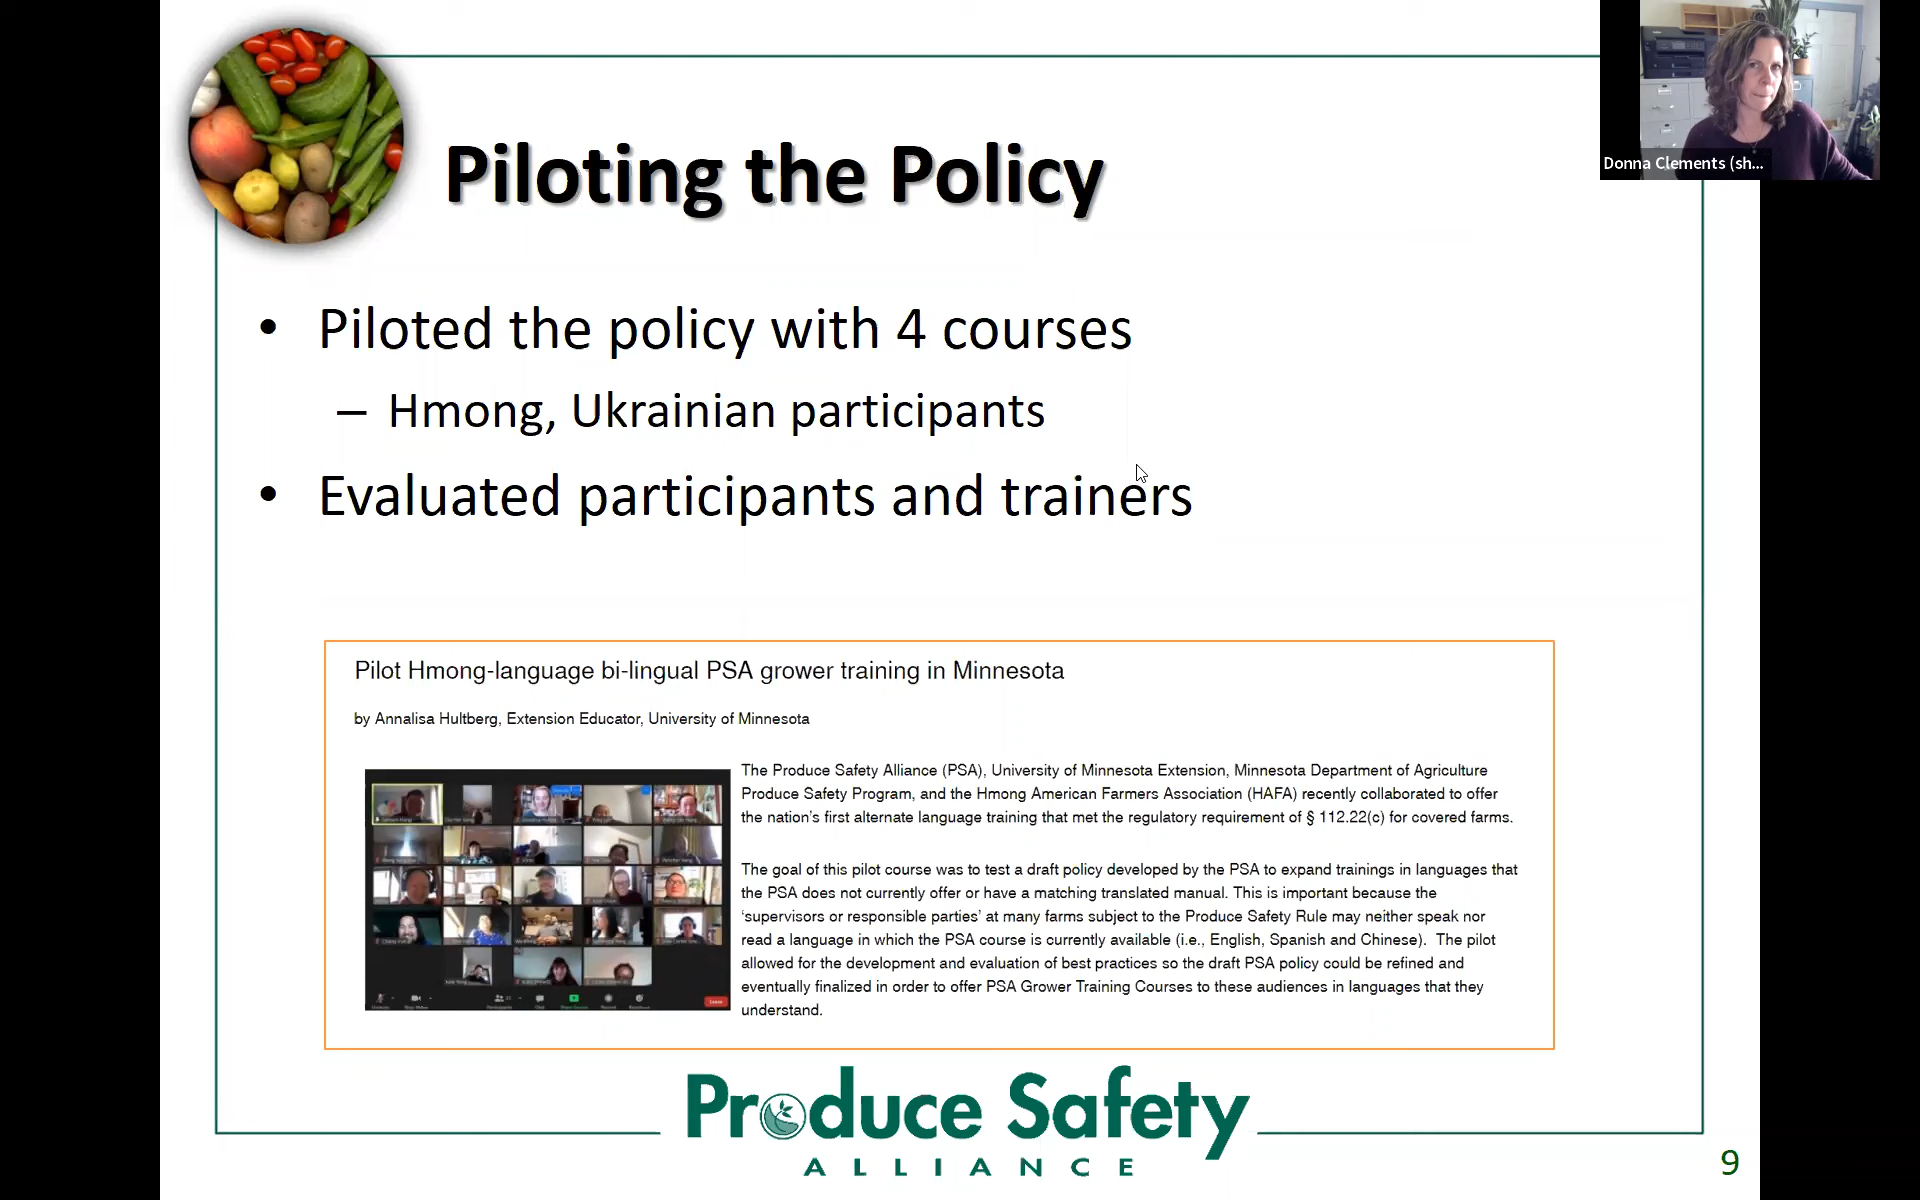 Piloting the Policy
Donna Clements (sh...
• Piloted the policy with 4 courses
– Hmong, Ukrainian participants
• Evaluated participants and trainers
Pilot Hmong-language bi-lingual PSA grower training in Minnesota
by Annalisa Hultberg, Extension Educator, University of Minnesota
The Produce Safety Alliance (PSA), University of Minnesota Extension, Minnesota Department of Agriculture
Produce Safety Program, and the Hmong American Farmers Association (HAFA) recently collaborated to offer
the nation's first alternate language training that met the regulatory requirement of § 112.22(c) for covered farms.
The goal of this pilot course was to test a draft policy developed by the PSA to expand trainings in languages that
the PSA does not currently offer or have a matching translated manual. This is important because the
'supervisors or responsible parties' at many farms subject to the Produce Safety Rule may neither speak nor
read a language in which the PSA course is currently available (i.e., English, Spanish and Chinese).  The pilot
allowed for the development and evaluation of best practices so the draft PSA policy could be refined and
eventually finalized in order to offer PSA Grower Training Courses to these audiences in languages that they
understand.
Leave
Produce Safety
ALLIANCE
9